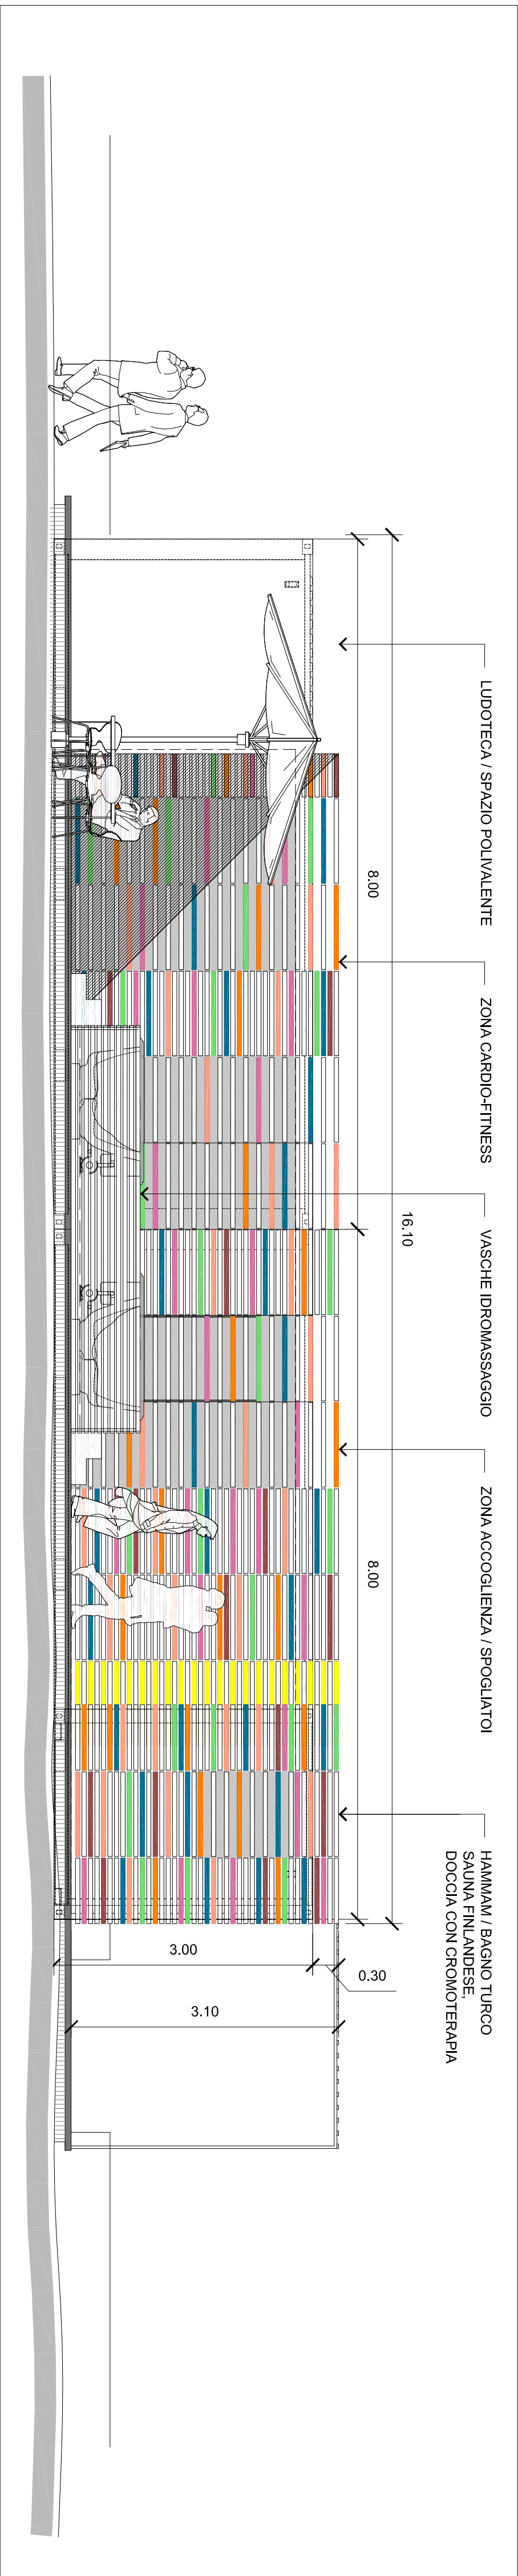 LUDOTECA / SPAZIO POLIVALENTE
ZONA CARDIO-FITNESS
VASCHE IDROMASSAGGIO
ZONA ACCOGLIENZA / SPOGLIATOI
HAMMAM / BAGNO TURCO
SAUNA FINLANDESE,
DOCCIA CON CROMOTERAPIA
16.10
8.00
8.00
0.30
3.00
3.10